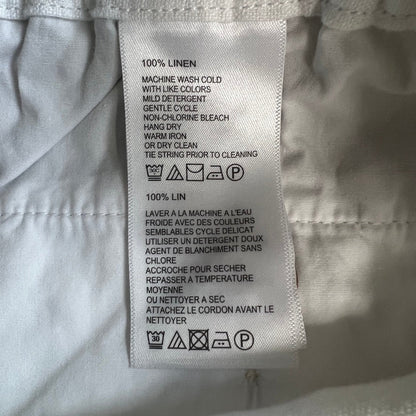 100% LINEN
MACHINE WASH COLD
WITH LIKE COLORS
MILD DETERGENT
GENTLE CYCLE
NON-CHLORINE BLEACH
HANG DRY
WARM IRON
OR DRY CLEAN
TIE STRING PRIOR TO CLEANING
P
100% LIN
LAVER A LA MACHINE A L'EAU
FROIDE AVEC DES COULEURS
SEMBLABLES CYCLE DÉLICAT
UTILISER UN DETERGENT DOUX
AGENT DE BLANCHIMENT SANS
CHLORE
ACCROCHE POUR SECHER
REPASSER A TEMPERATURE
MOYENNE
OU NETTOYER A SEC
ATTACHEZ LE CORDON AVANT LE
NETTOYER
30 P